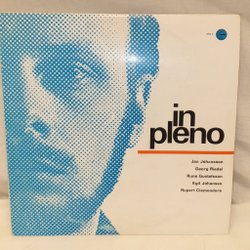 in
pleno
Jan Johansson
Georg Riedel
Rune Gustafsson
Egil Johansen
Rupert Clemendore